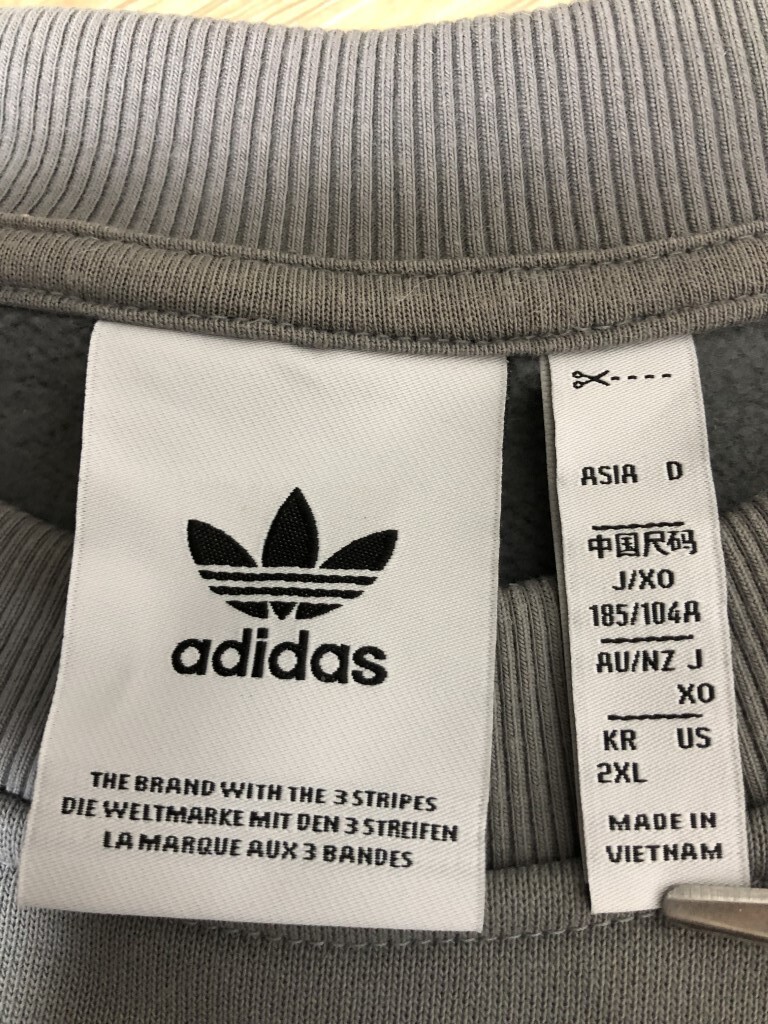 adidas
THE BRAND WITH THE 3 STRIPES
DIE WELTMARKE MIT DEN 3 STREIFEN
LA MARQUE AUX 3 BANDES
ASIA D
中国尺码
J/XO
185/104A
AU/NZ J
XO
KR US
2XL
MADE IN
VIETNAM